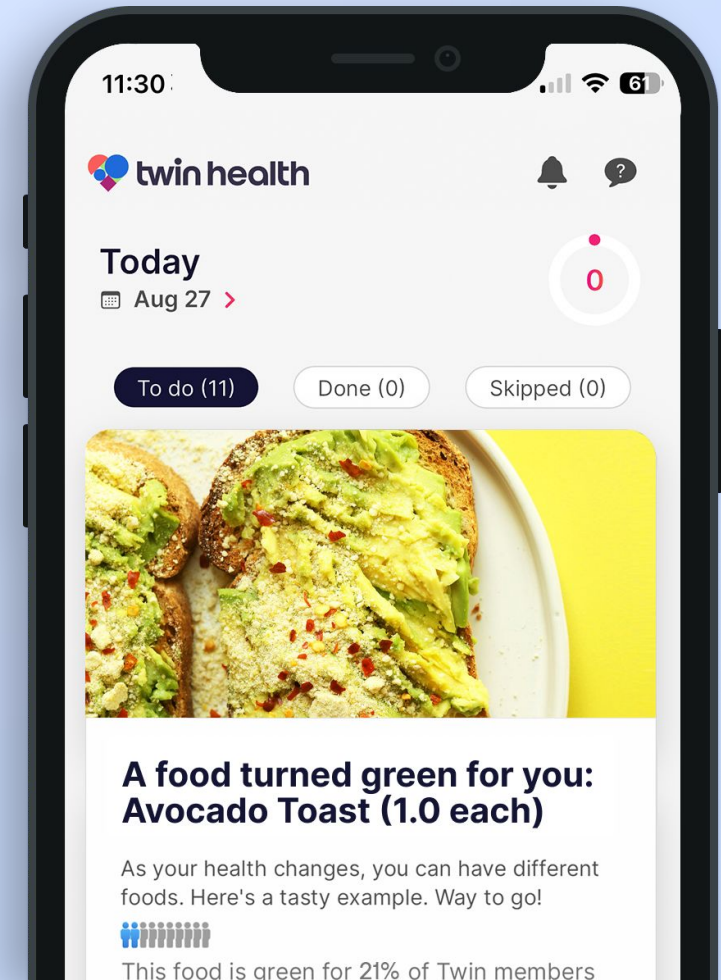 11:30
61
twin health
?
Today
Aug 27
0
To do (11)
Done (0)
Skipped (0)
A food turned green for you:
Avocado Toast (1.0 each)
As your health changes, you can have different
foods. Here's a tasty example. Way to go!
This food is green for 21% of Twin members